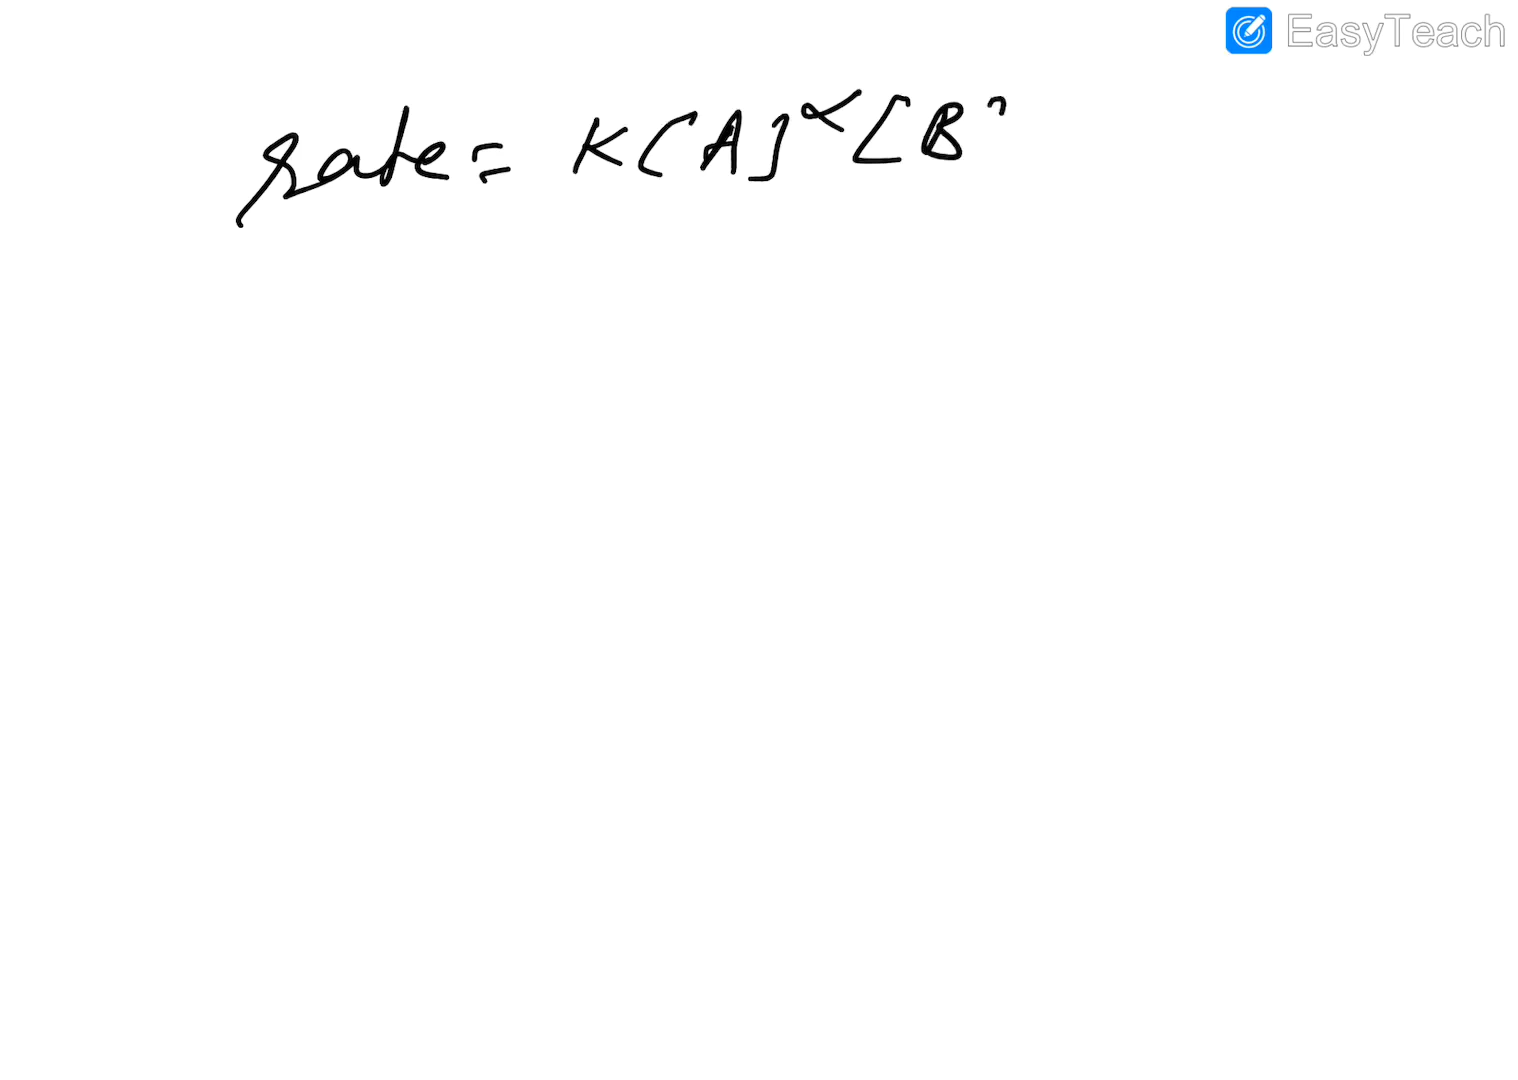 EasyTeach
rate = K[A]^α [B